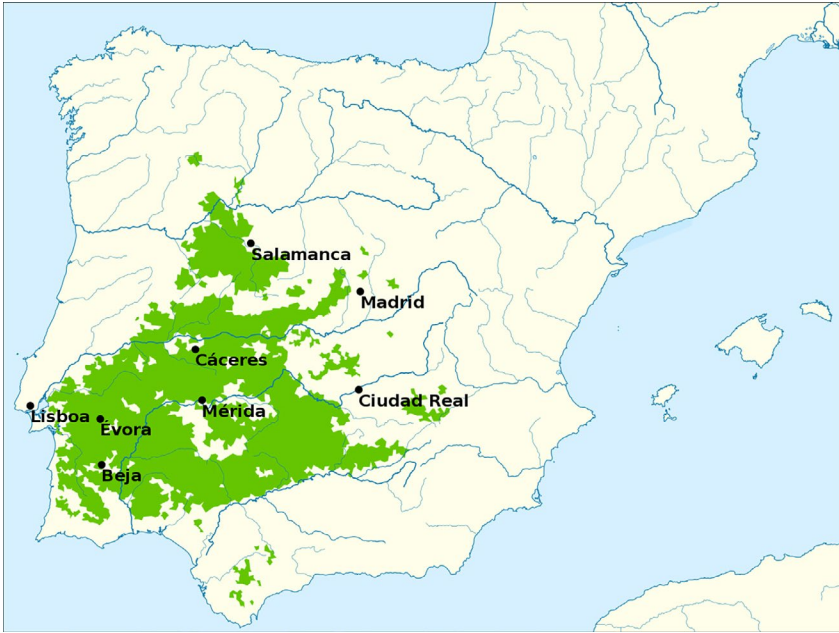 Salamanca
Madrid
Cáceres
Ciudad Real
Mérida
Lisboa
Évora
Beja